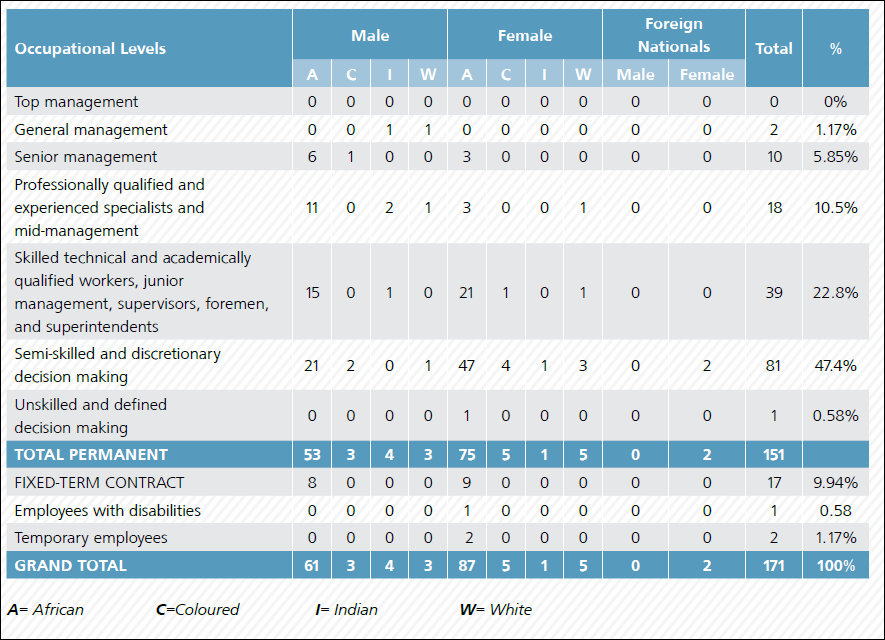 Occupational Levels Male Female Foreign Nationals Total %
A C I W A C I W Male Female
Top management 0 0 0 0 0 0 0 0 0 0 0 0%
General management 0 0 1 1 0 0 0 0 0 0 2 1.17%
Senior management 6 1 0 0 3 0 0 0 0 0 10 5.85%
Professionally qualified and
experienced specialists and 11 0 2 1 3 0 0 1 0 0 18 10.5%
mid-management
Skilled technical and academically
qualified workers, junior
management, supervisors, foremen, 15 0 1 0 21 1 0 1 0 0 39 22.8%
and superintendents
Semi-skilled and discretionary
decision making 21 2 0 1 47 4 1 3 0 2 81 47.4%
Unskilled and defined
decision making 0 0 0 0 1 0 0 0 0 0 1 0.58%
TOTAL PERMANENT 53 3 4 3 75 5 1 5 0 2 151
FIXED-TERM CONTRACT 8 0 0 0 9 0 0 0 0 0 17 9.94%
Employees with disabilities 0 0 0 0 1 0 0 0 0 0 1 0.58
Temporary employees 0 0 0 0 2 0 0 0 0 0 2 1.17%
GRAND TOTAL 61 3 4 3 87 5 1 5 0 2 171 100%
A= African C=Coloured I= Indian W= White